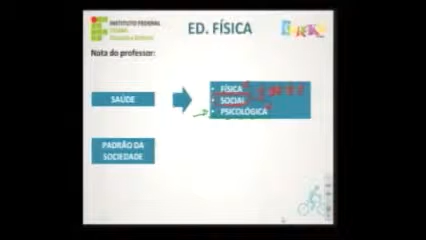 INSTITUTO FEDERAL
ED. FÍSICA
Nota do professor:
SAÚDE
• FÍSICA
• SOCIAL
• PSICOLÓGICA
PADRÃO DA
SOCIEDADE